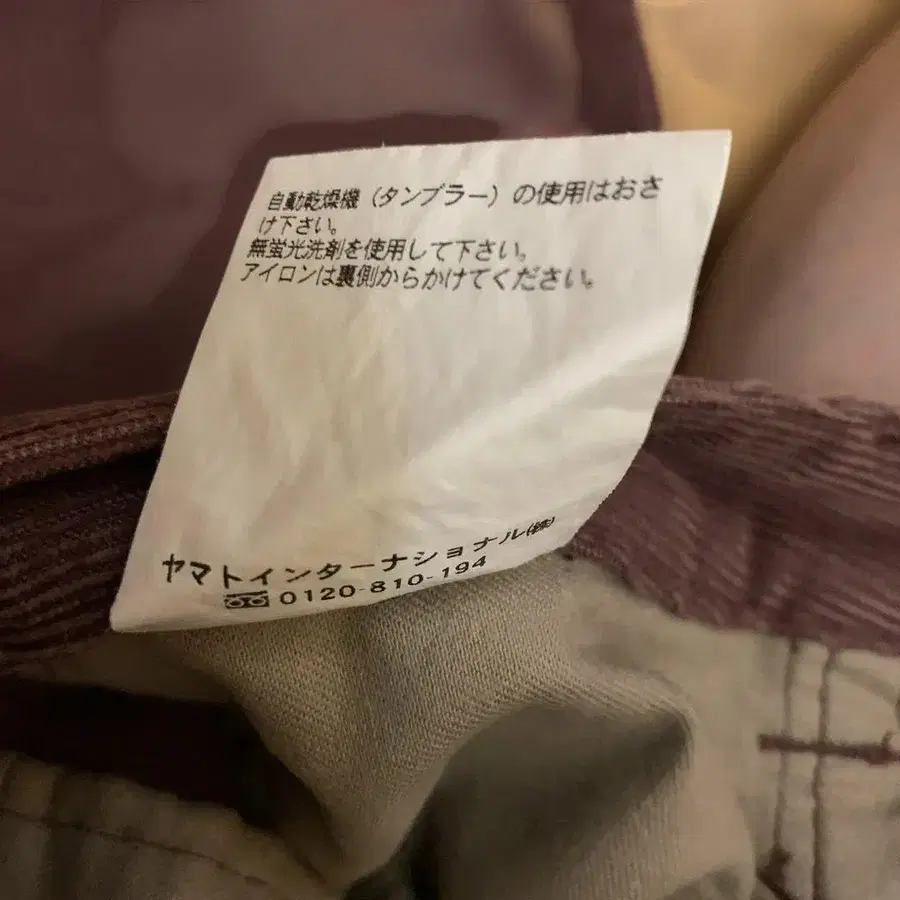 自動乾燥機（タンブラー）の使用はおさ
け下さい。
無蛍光洗剤を使用して下さい。
アイロンは裏側からかけてください。
ヤマトインターナショナル㈱
0120-810-194